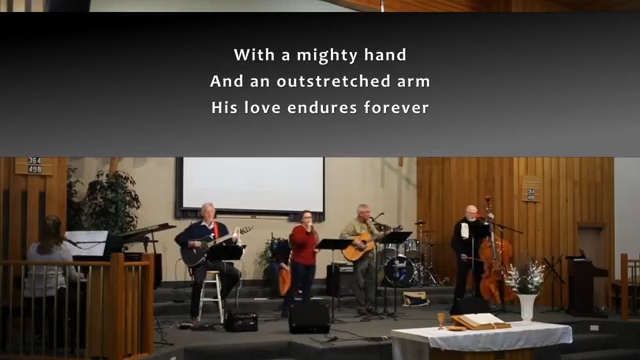 With a mighty hand
And an outstretched arm
His love endures forever
364
498